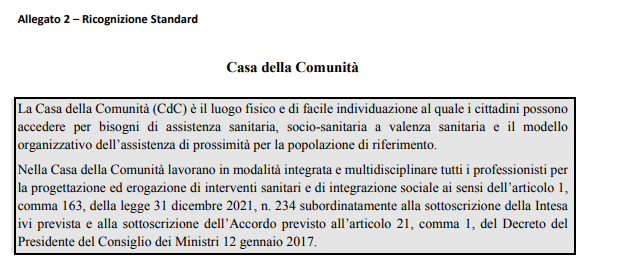 Allegato 2 – Ricognizione Standard
Casa della Comunità
La Casa della Comunità (CdC) è il luogo fisico e di facile individuazione al quale i cittadini possono
accedere per bisogni di assistenza sanitaria, socio-sanitaria a valenza sanitaria e il modello
organizzativo dell’assistenza di prossimità per la popolazione di riferimento.
Nella Casa della Comunità lavorano in modalità integrata e multidisciplinare tutti i professionisti per
la progettazione ed erogazione di interventi sanitari e di integrazione sociale ai sensi dell’articolo 1,
comma 163, della legge 31 dicembre 2021, n. 234 subordinatamente alla sottoscrizione della Intesa
ivi prevista e alla sottoscrizione dell’Accordo previsto all’articolo 21, comma 1, del Decreto del
Presidente del Consiglio dei Ministri 12 gennaio 2017.